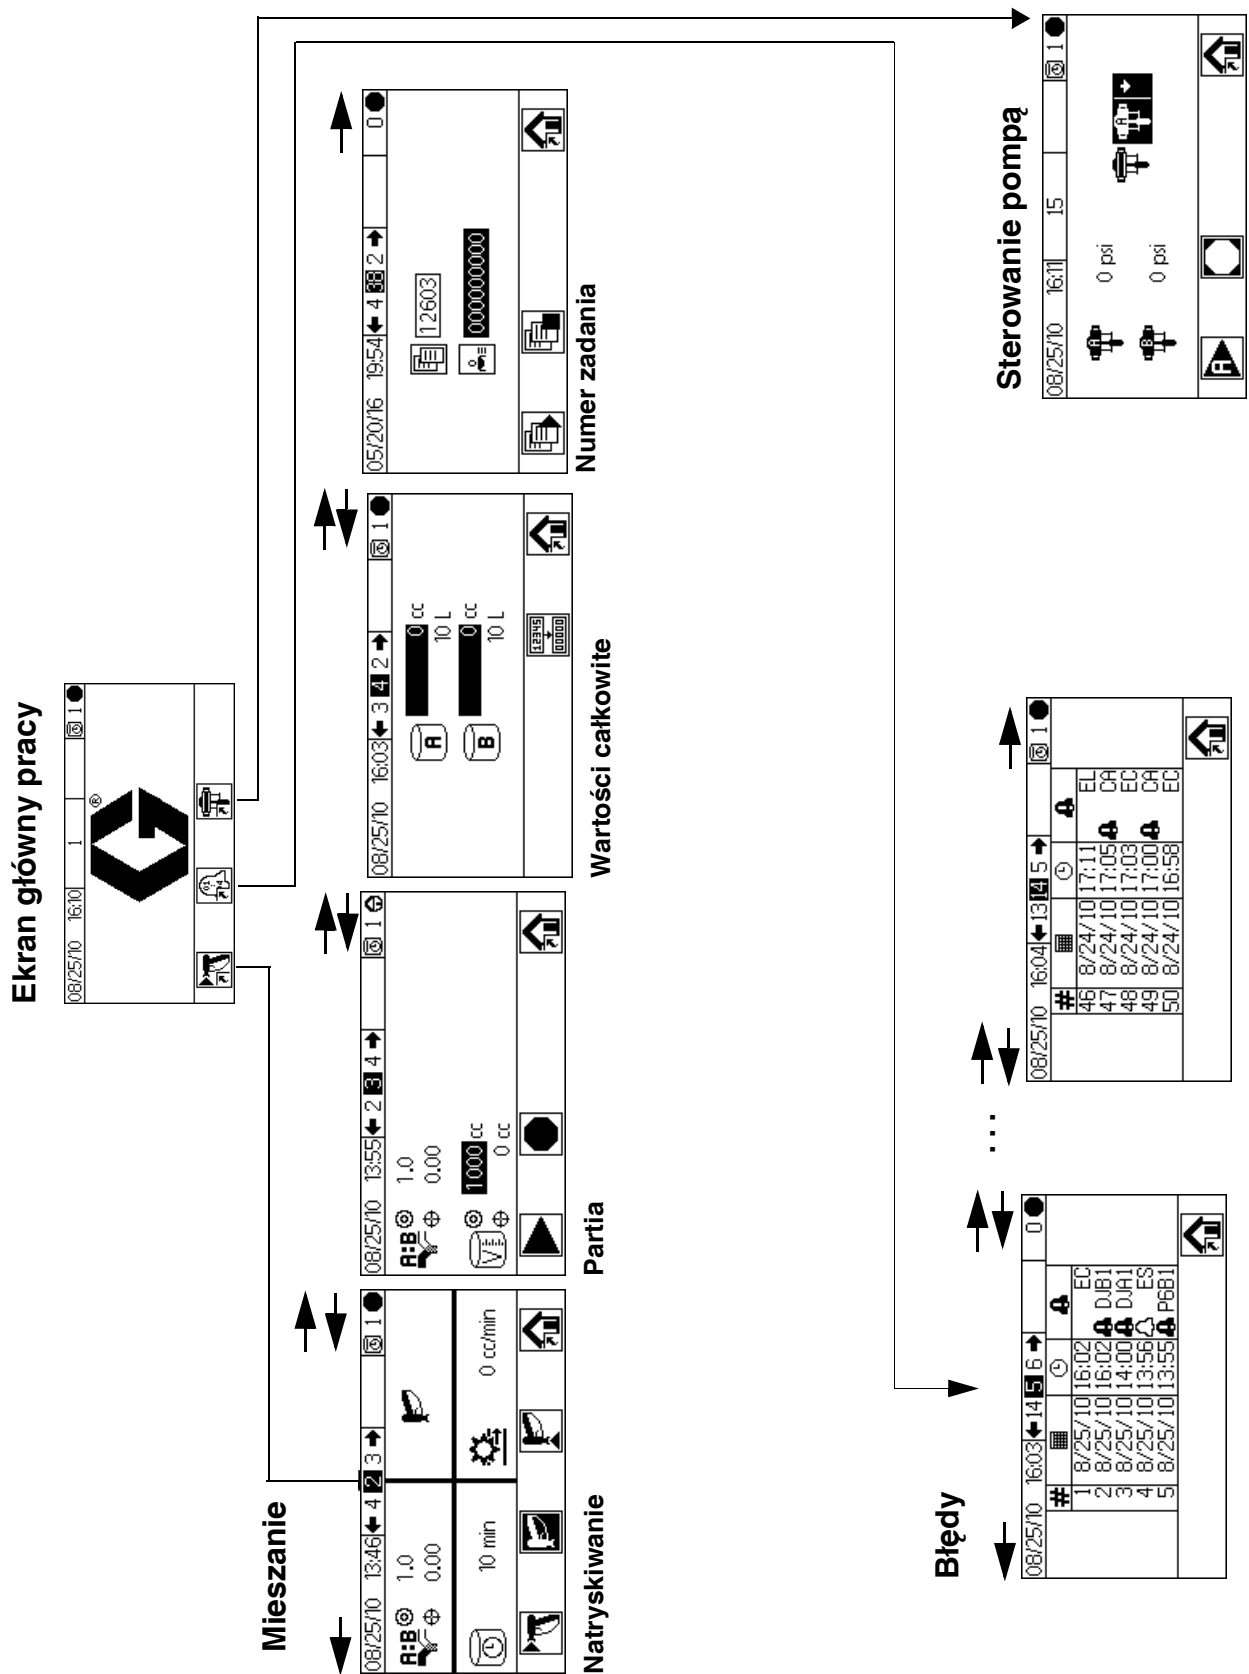 Ekran główny pracy
08/25/10 16:10 1 1
®
Mieszanie
08/25/10 13:46 4 2 3 1
A:B 1.0
0.00
10 min 0 cc/min
Natryskiwanie
08/25/10 13:55 2 3 4 1
A:B 1.0
0.00
1000 cc
0 cc
Partia
08/25/10 16:03 3 4 2 1
A 0 cc
10 L
B 0 cc
10 L
12345
00000
Wartości całkowite
05/20/16 19:54 4 38 2 0
12603
000000000
Numer zadania
Błędy
08/25/10 16:03 14 5 6 0
#
1 8/25/10 16:02 EC
2 8/25/10 16:02 DJB1
3 8/25/10 14:00 DJA1
4 8/25/10 13:56 ES
5 8/25/10 13:55 P6B1
...
08/25/10 16:04 13 14 5 1
#
46 8/24/10 17:11 EL
47 8/24/10 17:05 CA
48 8/24/10 17:03 EC
49 8/24/10 17:00 CA
50 8/24/10 16:58 EC
Sterowanie pompą
08/25/10 16:11 15 1
A 0 psi
A
B 0 psi
A